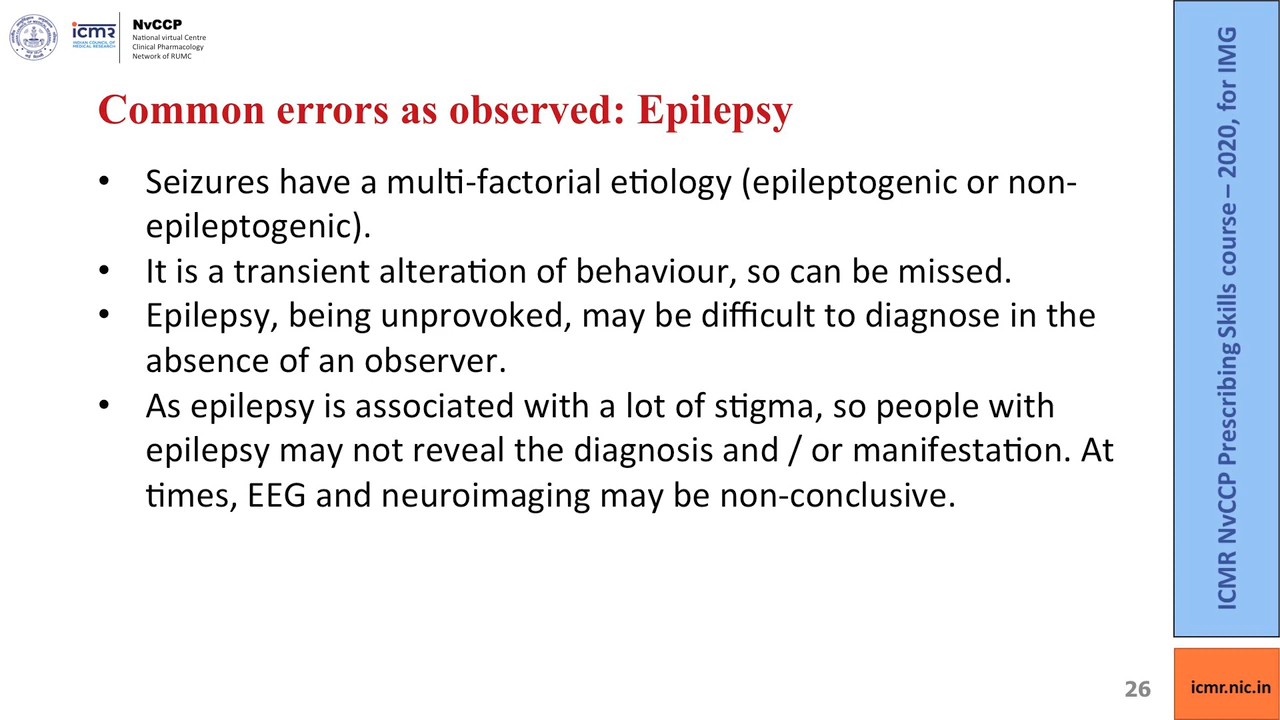 icmr
INDIAN COUNCIL OF
MEDICAL RESEARCH
NvCCP
National virtual Centre
Clinical Pharmacology
Network of RUMC
Common errors as observed: Epilepsy
• Seizures have a multi-factorial etiology (epileptogenic or non-
epileptogenic).
• It is a transient alteration of behaviour, so can be missed.
• Epilepsy, being unprovoked, may be difficult to diagnose in the
absence of an observer.
• As epilepsy is associated with a lot of stigma, so people with
epilepsy may not reveal the diagnosis and / or manifestation. At
times, EEG and neuroimaging may be non-conclusive.
ICMR NvCCP Prescribing Skills course – 2020, for IMG
26
icmr.nic.in